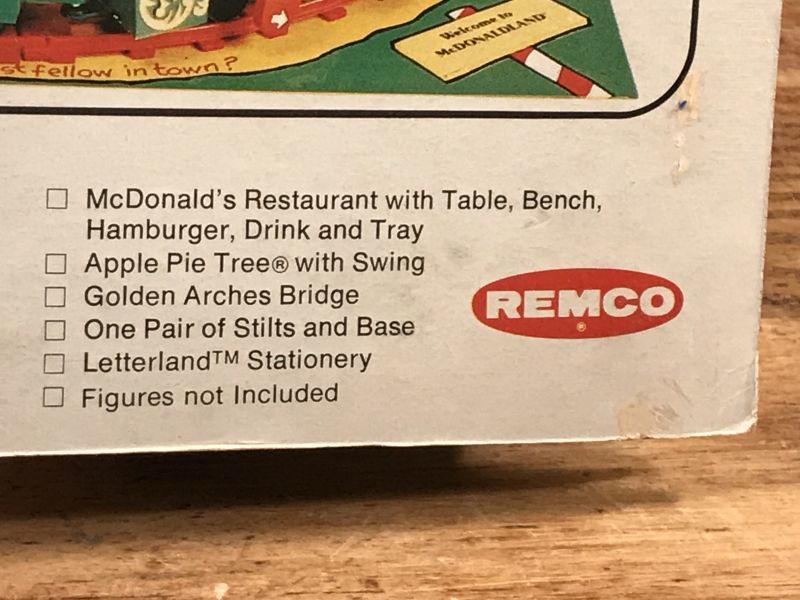 st fellow in town?
Welcome to
McDONALDLAND
☐ McDonald's Restaurant with Table, Bench,
Hamburger, Drink and Tray
☐ Apple Pie Tree® with Swing
☐ Golden Arches Bridge
☐ One Pair of Stilts and Base
☐ Letterland™ Stationery
☐ Figures not Included
REMCO
®